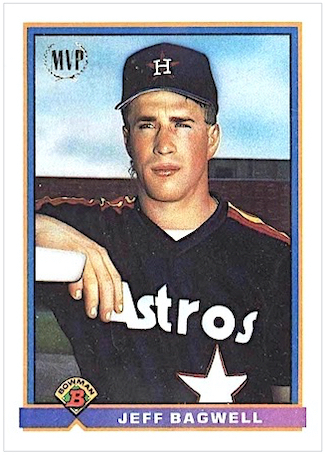 MVP
H
Astros
BOWMAN
B
JEFF BAGWELL